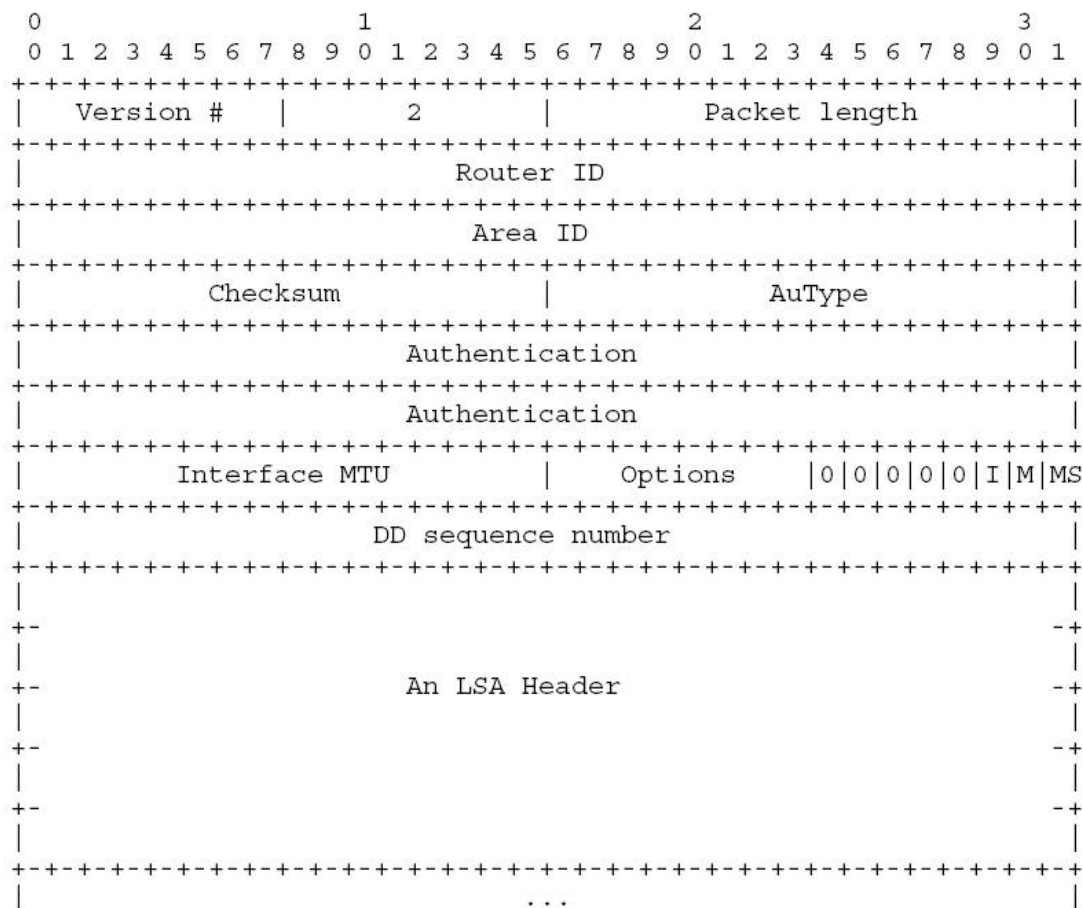 0                   1                   2                   3
 0 1 2 3 4 5 6 7 8 9 0 1 2 3 4 5 6 7 8 9 0 1 2 3 4 5 6 7 8 9 0 1
+-+-+-+-+-+-+-+-+-+-+-+-+-+-+-+-+-+-+-+-+-+-+-+-+-+-+-+-+-+-+-+-+
|   Version #   |       2       |         Packet length         |
+-+-+-+-+-+-+-+-+-+-+-+-+-+-+-+-+-+-+-+-+-+-+-+-+-+-+-+-+-+-+-+-+
|                          Router ID                            |
+-+-+-+-+-+-+-+-+-+-+-+-+-+-+-+-+-+-+-+-+-+-+-+-+-+-+-+-+-+-+-+-+
|                           Area ID                             |
+-+-+-+-+-+-+-+-+-+-+-+-+-+-+-+-+-+-+-+-+-+-+-+-+-+-+-+-+-+-+-+-+
|           Checksum            |             AuType            |
+-+-+-+-+-+-+-+-+-+-+-+-+-+-+-+-+-+-+-+-+-+-+-+-+-+-+-+-+-+-+-+-+
|                       Authentication                          |
+-+-+-+-+-+-+-+-+-+-+-+-+-+-+-+-+-+-+-+-+-+-+-+-+-+-+-+-+-+-+-+-+
|                       Authentication                          |
+-+-+-+-+-+-+-+-+-+-+-+-+-+-+-+-+-+-+-+-+-+-+-+-+-+-+-+-+-+-+-+-+
|         Interface MTU         |    Options    |0|0|0|0|0|I|M|MS
+-+-+-+-+-+-+-+-+-+-+-+-+-+-+-+-+-+-+-+-+-+-+-+-+-+-+-+-+-+-+-+-+
|                     DD sequence number                        |
+-+-+-+-+-+-+-+-+-+-+-+-+-+-+-+-+-+-+-+-+-+-+-+-+-+-+-+-+-+-+-+-+
|                                                               |
+-                                                             -+
|                                                               |
+-                      An LSA Header                          -+
|                                                               |
+-                                                             -+
|                                                               |
+-                                                             -+
|                                                               |
+-+-+-+-+-+-+-+-+-+-+-+-+-+-+-+-+-+-+-+-+-+-+-+-+-+-+-+-+-+-+-+-+
|                              ...                              |